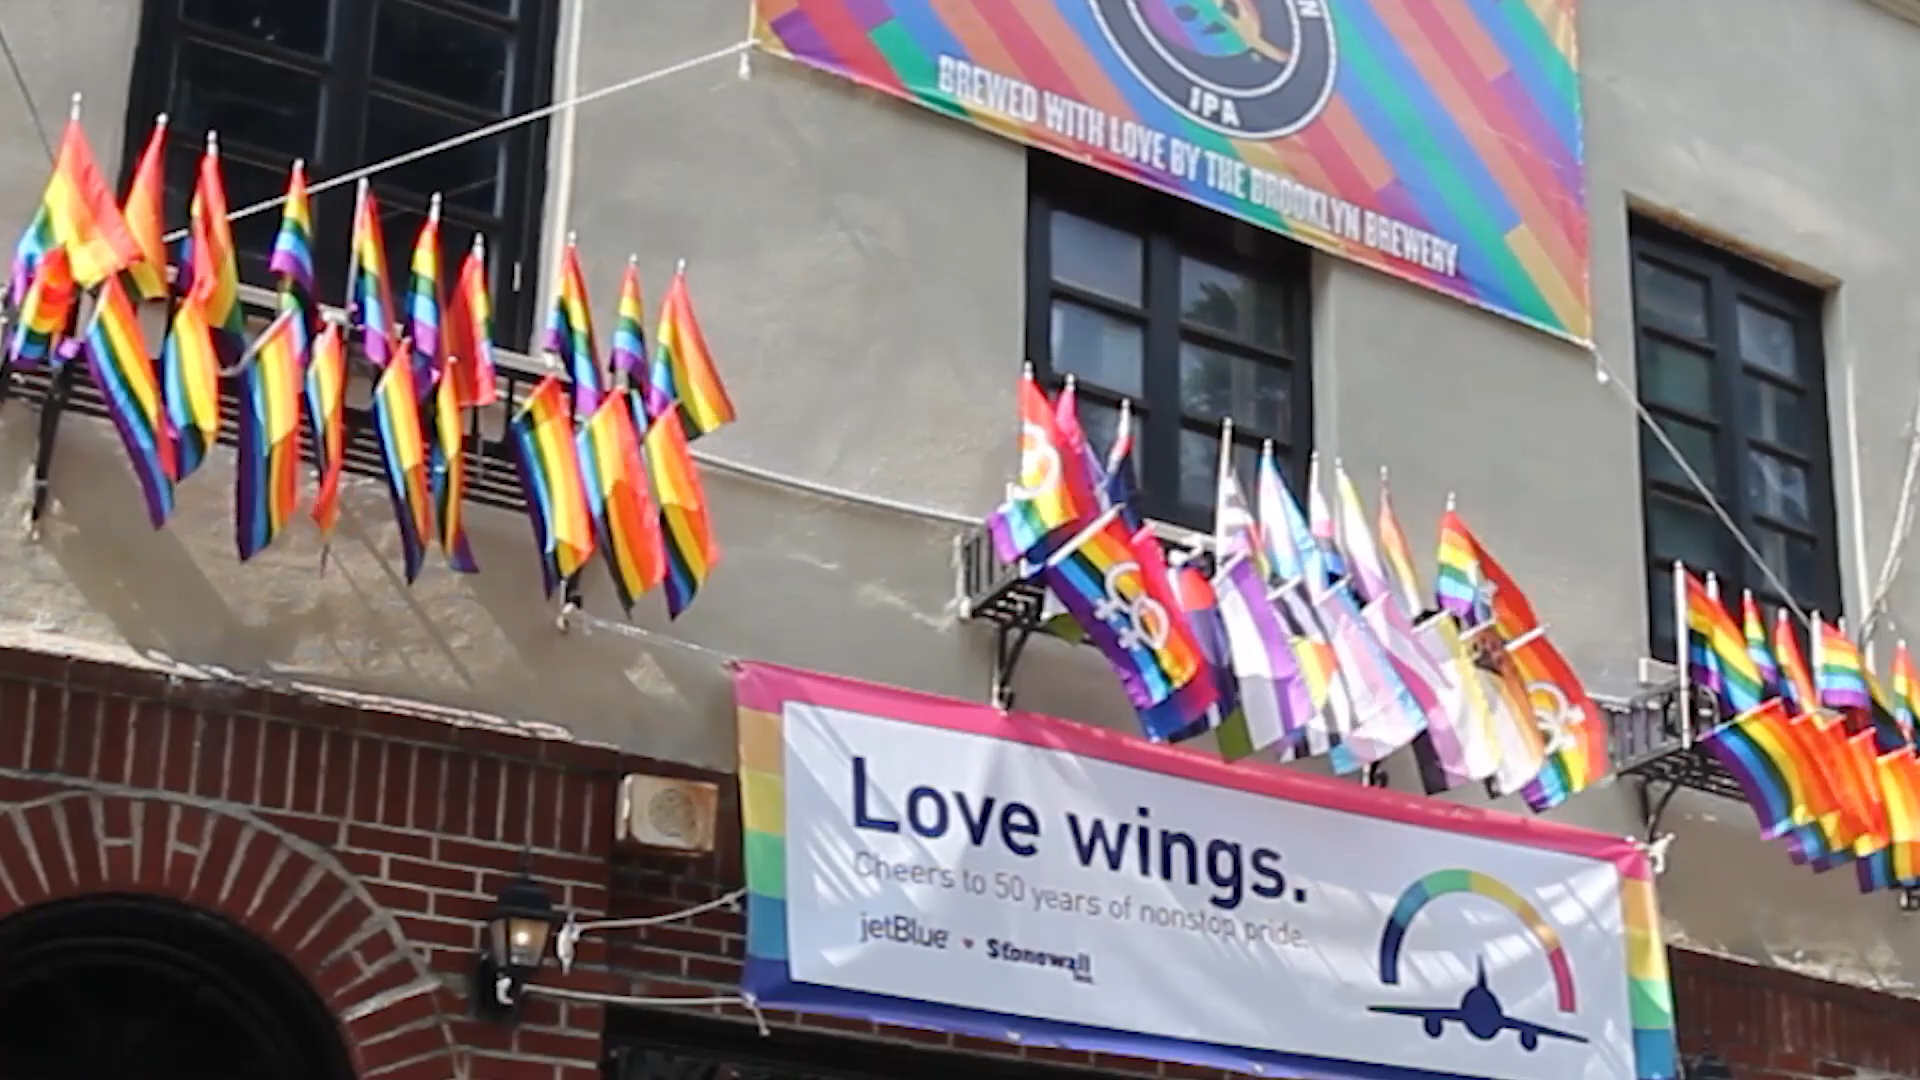 IPA
BREWED WITH LOVE BY THE BROOKLYN BREWERY
Love wings.
Cheers to 50 years of nonstop pride.
jetBlue ♥ Stonewall